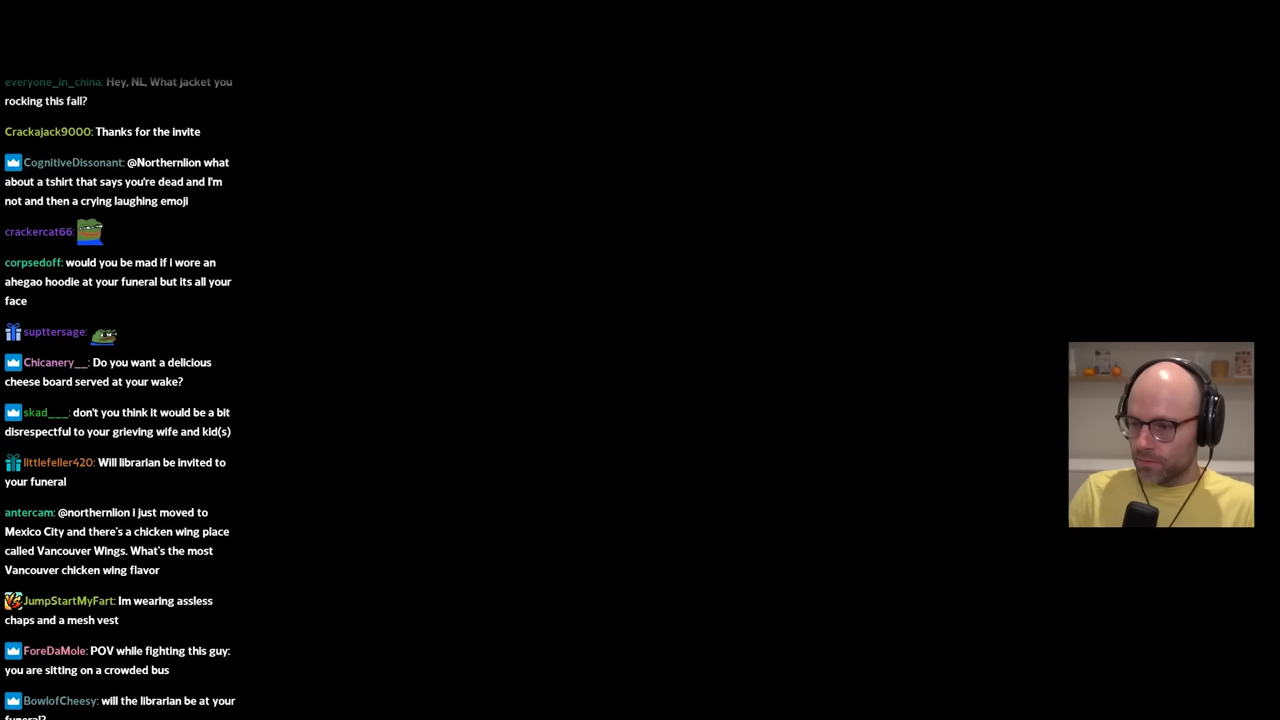 everyone_in_china: Hey, NL, What jacket you
rocking this fall?
Crackajack9000: Thanks for the invite
CognitiveDissonant: @Northernlion what
about a tshirt that says you're dead and I'm
not and then a crying laughing emoji
crackercat66:
corpsedoff: would you be mad if i wore an
ahegao hoodie at your funeral but its all your
face
supttersage:
Chicanery__: Do you want a delicious
cheese board served at your wake?
skad___: don't you think it would be a bit
disrespectful to your grieving wife and kid(s)
littlefeller420: Will librarian be invited to
your funeral
antercam: @northernlion i just moved to
Mexico City and there's a chicken wing place
called Vancouver Wings. What's the most
Vancouver chicken wing flavor
JumpStartMyFart: Im wearing assless
chaps and a mesh vest
ForeDaMole: POV while fighting this guy:
you are sitting on a crowded bus
BowlofCheesy: will the librarian be at your
funeral?